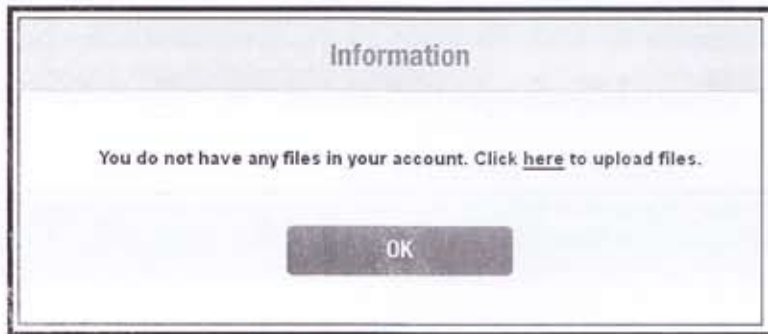 Information
You do not have any files in your account. Click here to upload files.
OK